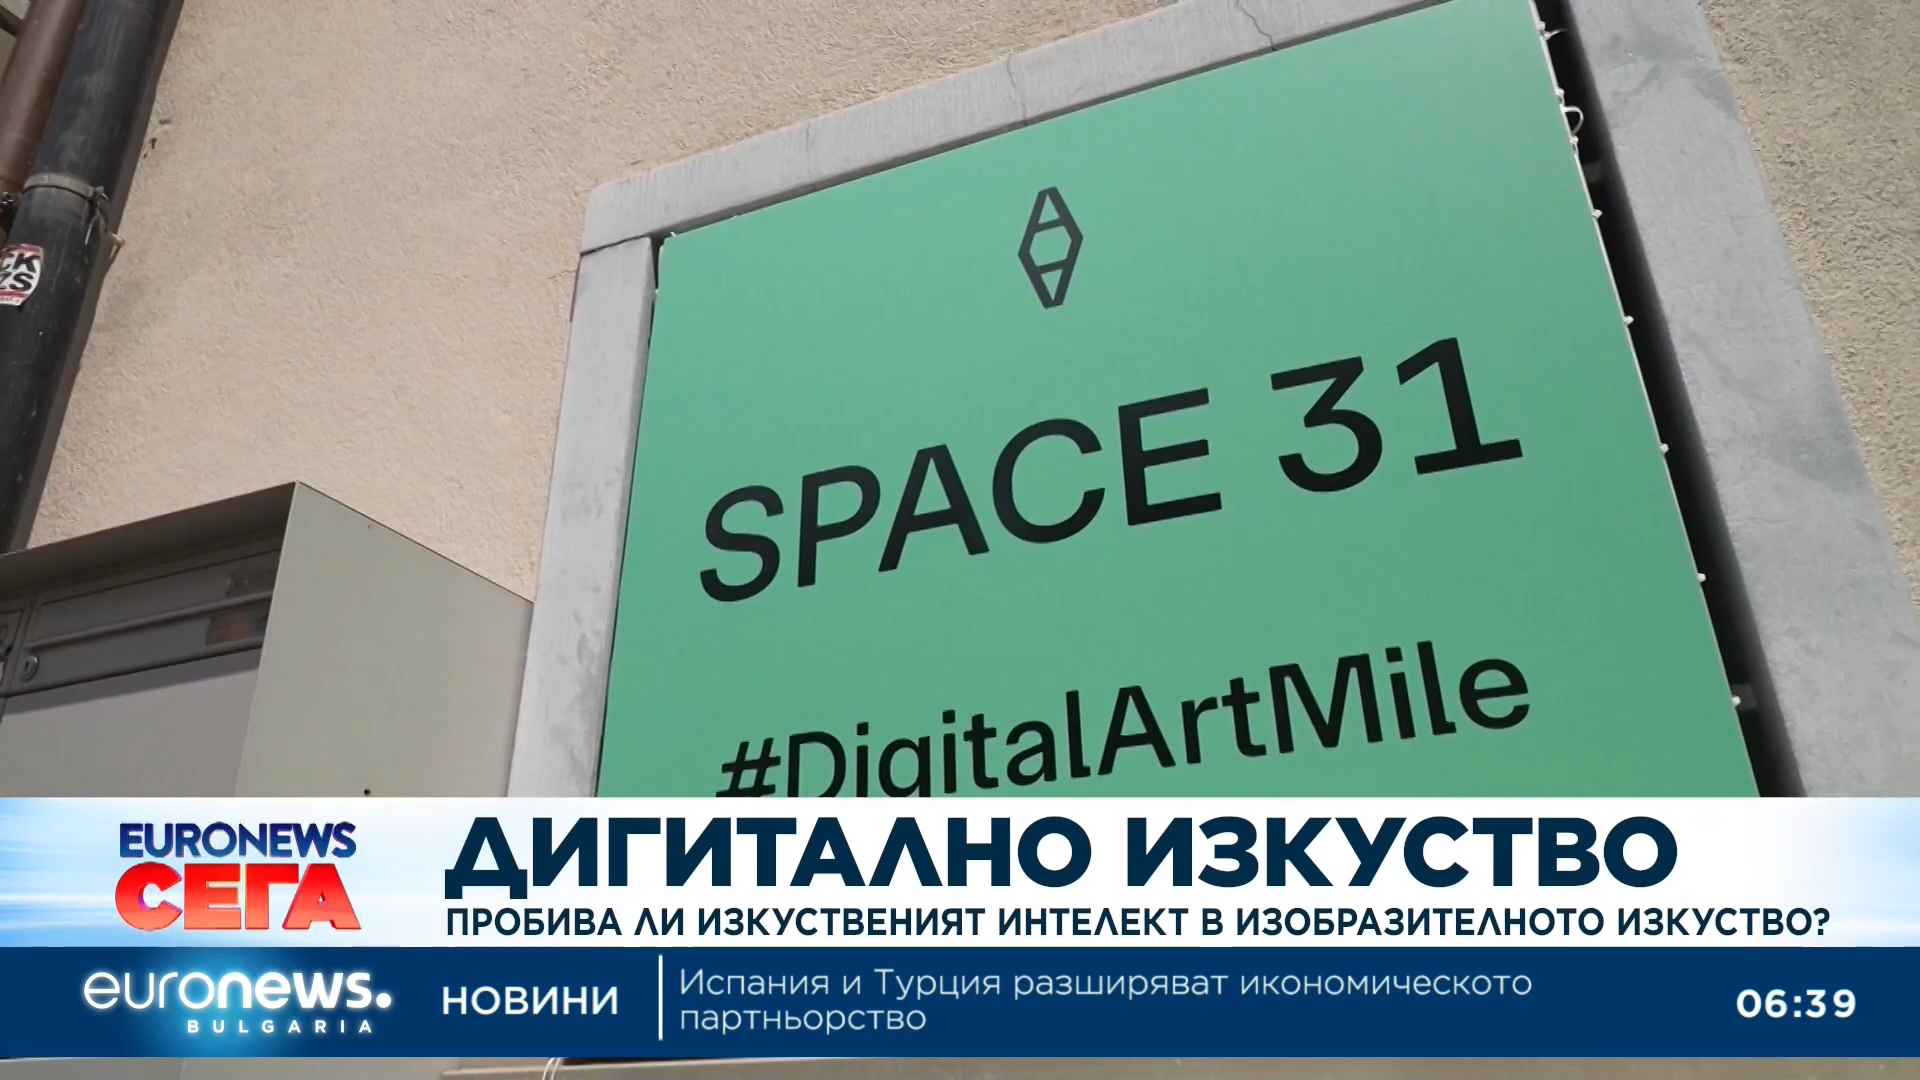 SPACE 31
#DigitalArtMile
EURONEWS
СЕГА
ДИГИТАЛНО ИЗКУСТВО
ПРОБИВА ЛИ ИЗКУСТВЕНИЯТ ИНТЕЛЕКТ В ИЗОБРАЗИТЕЛНОТО ИЗКУСТВО?
euronews.
BULGARIA
НОВИНИ
Испания и Турция разширяват икономическото
партньорство
06:39